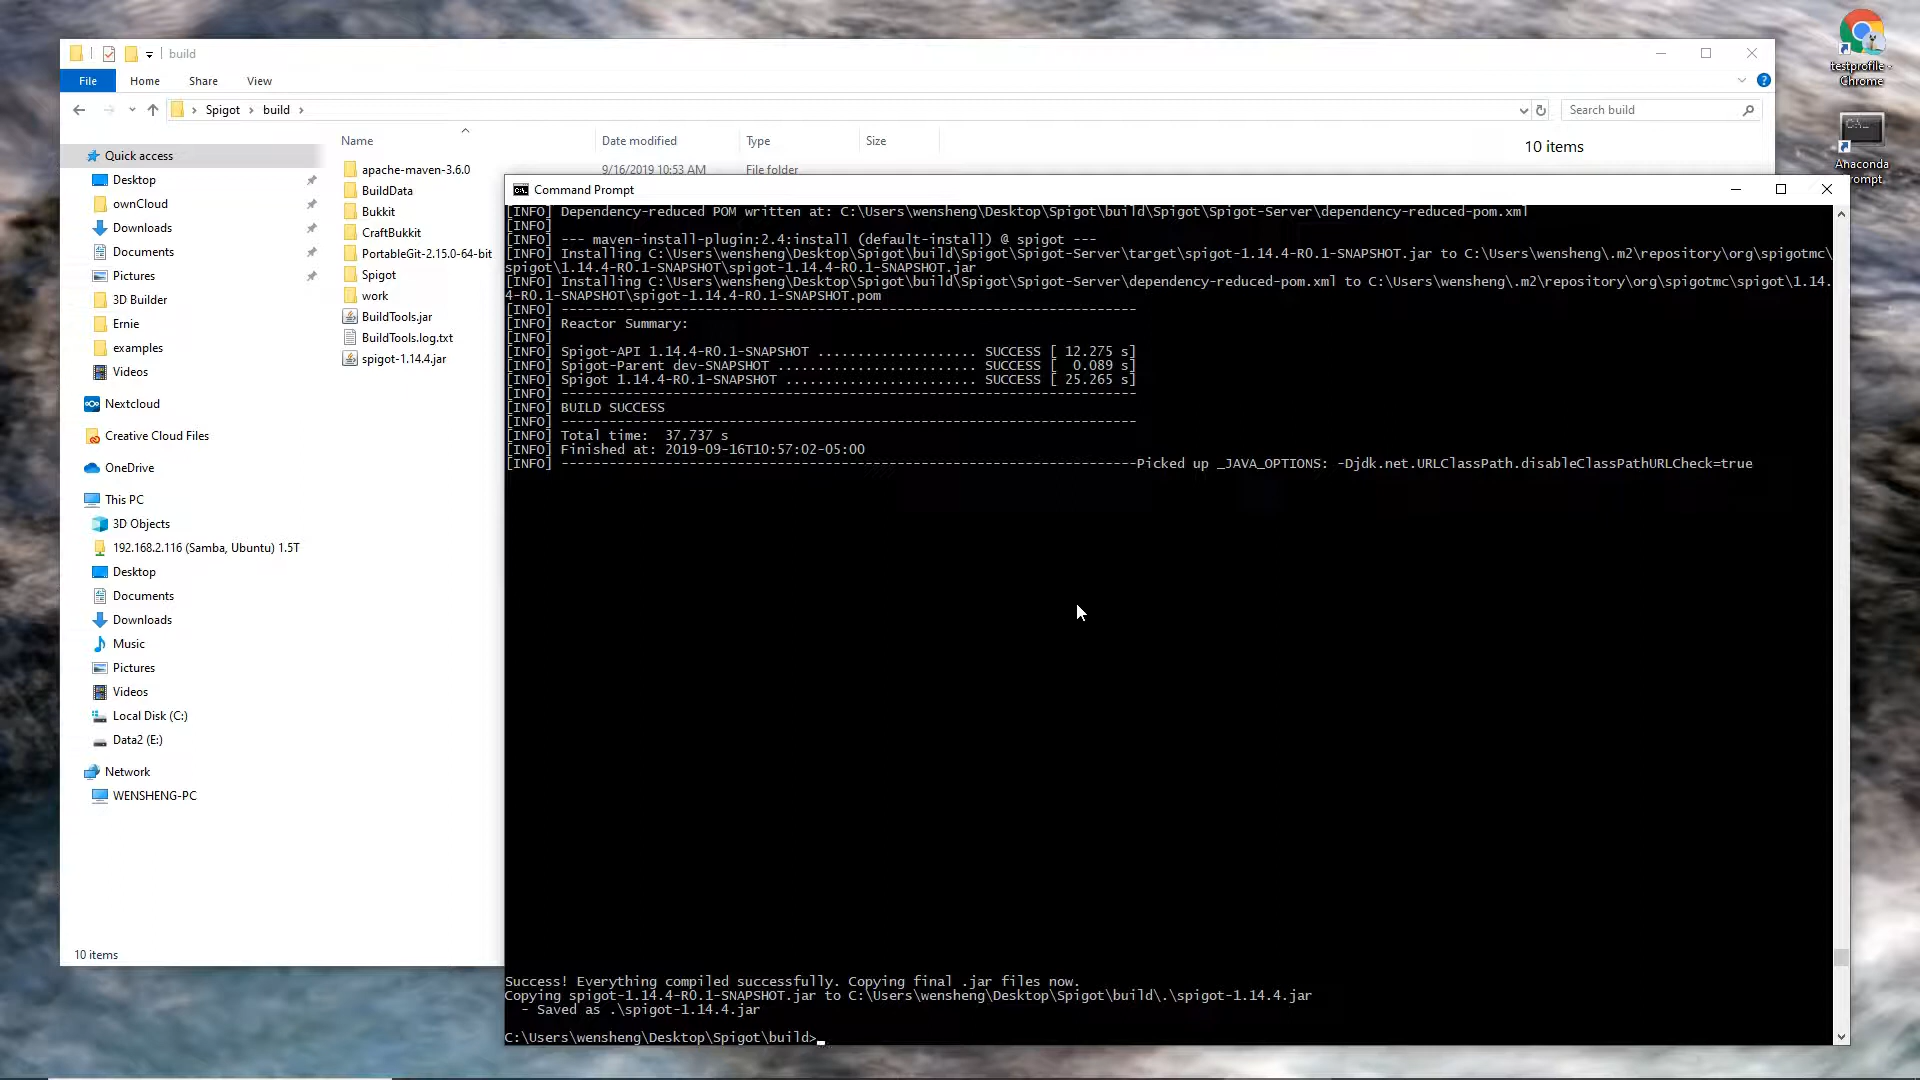 build
File
Home
Share
View
Spigot
build
Search build
Name
Date modified
Type
Size
10 items
Quick access
Desktop
ownCloud
Downloads
Documents
Pictures
3D Builder
Ernie
examples
Videos
Nextcloud
Creative Cloud Files
OneDrive
This PC
3D Objects
192.168.2.116 (Samba, Ubuntu) 1.5T
Desktop
Documents
Downloads
Music
Pictures
Videos
Local Disk (C:)
Data2 (E:)
Network
WENSHENG-PC
10 items
apache-maven-3.6.0
9/16/2019 10:53 AM
File folder
BuildData
Bukkit
CraftBukkit
PortableGit-2.15.0-64-bit
Spigot
work
BuildTools.jar
BuildTools.log.txt
spigot-1.14.4.jar
Command Prompt
[INFO] Dependency-reduced POM written at: C:\Users\wensheng\Desktop\Spigot\build\Spigot\Spigot-Server\dependency-reduced-pom.xml
[INFO]
[INFO] --- maven-install-plugin:2.4:install (default-install) @ spigot ---
[INFO] Installing C:\Users\wensheng\Desktop\Spigot\build\Spigot\Spigot-Server\target\spigot-1.14.4-R0.1-SNAPSHOT.jar to C:\Users\wensheng\.m2\repository\org\spigotmc\
spigot\1.14.4-R0.1-SNAPSHOT\spigot-1.14.4-R0.1-SNAPSHOT.jar
[INFO] Installing C:\Users\wensheng\Desktop\Spigot\build\Spigot\Spigot-Server\dependency-reduced-pom.xml to C:\Users\wensheng\.m2\repository\org\spigotmc\spigot\1.14.
4-R0.1-SNAPSHOT\spigot-1.14.4-R0.1-SNAPSHOT.pom
[INFO] ------------------------------------------------------------------------
[INFO] Reactor Summary:
[INFO]
[INFO] Spigot-API 1.14.4-R0.1-SNAPSHOT .................... SUCCESS [ 12.275 s]
[INFO] Spigot-Parent dev-SNAPSHOT ......................... SUCCESS [  0.089 s]
[INFO] Spigot 1.14.4-R0.1-SNAPSHOT ........................ SUCCESS [ 25.265 s]
[INFO] ------------------------------------------------------------------------
[INFO] BUILD SUCCESS
[INFO] ------------------------------------------------------------------------
[INFO] Total time:  37.737 s
[INFO] Finished at: 2019-09-16T10:57:02-05:00
[INFO] ------------------------------------------------------------------------Picked up _JAVA_OPTIONS: -Djdk.net.URLClassPath.disableClassPathURLCheck=true
Success! Everything compiled successfully. Copying final .jar files now.
Copying spigot-1.14.4-R0.1-SNAPSHOT.jar to C:\Users\wensheng\Desktop\Spigot\build\.\spigot-1.14.4.jar
  - Saved as .\spigot-1.14.4.jar
C:\Users\wensheng\Desktop\Spigot\build>
testprofile -
Chrome
Anaconda